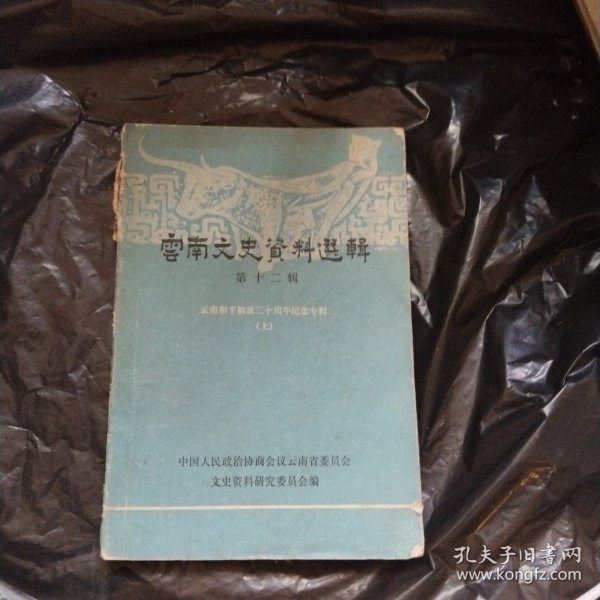 雲南文史資料選輯
第十二辑
云南和平解放三十周年纪念专辑
（上）
中国人民政治协商会议云南省委员会
文史资料研究委员会编
孔夫子旧書网
www.kongfz.com